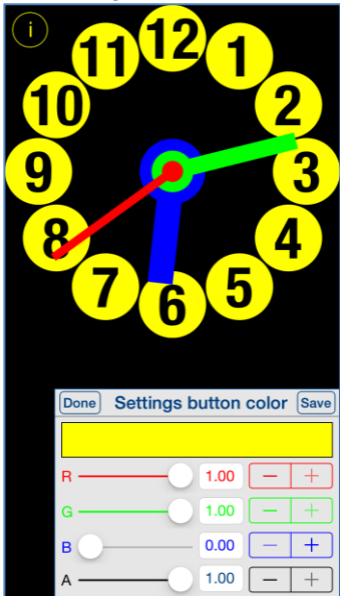 i
12
11 1
10 2
9 3
8 4
7 5
6
Done Settings button color Save
R 1.00 − +
G 1.00 − +
B 0.00 − +
A 1.00 − +